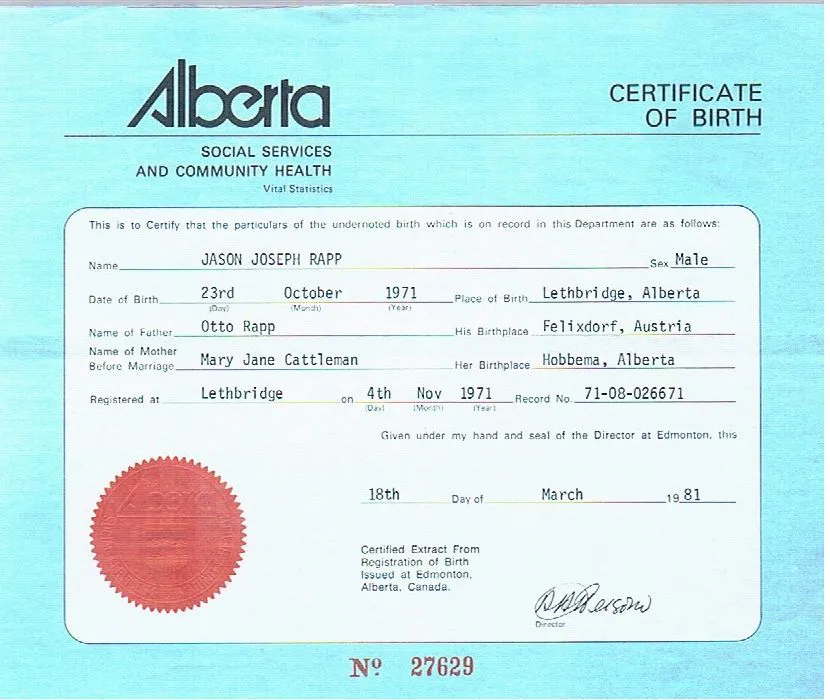 Alberta
CERTIFICATE
OF BIRTH
SOCIAL SERVICES
AND COMMUNITY HEALTH
Vital Statistics
This is to Certify that the particulars of the undernoted birth which is on record in this Department are as follows:
Name JASON JOSEPH RAPP Sex Male
Date of Birth 23rd October 1971 Place of Birth Lethbridge, Alberta
(Day) (Month) (Year)
Name of Father Otto Rapp His Birthplace Felixdorf, Austria
Name of Mother
Before Marriage Mary Jane Cattleman Her Birthplace Hobbema, Alberta
Registered at Lethbridge on 4th Nov 1971 Record No. 71-08-026671
(Day) (Month) (Year)
Given under my hand and seal of the Director at Edmonton, this
18th Day of March 1981
Alberta
Certified Extract From
Registration of Birth
Issued at Edmonton,
Alberta, Canada.
Director
Nº 27629